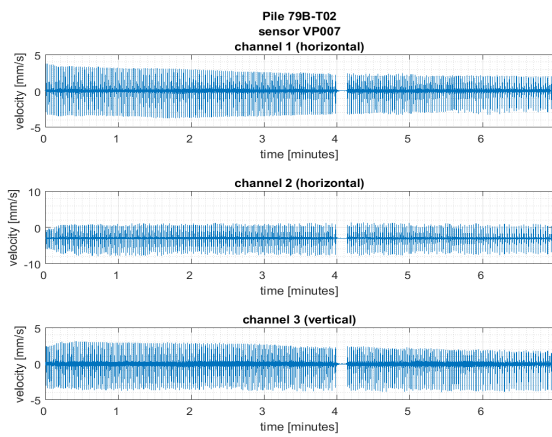 Pile 79B-T02
sensor VP007
channel 1 (horizontal)
5
0
-5
velocity [mm/s]
0 1 2 3 4 5 6
time [minutes]
channel 2 (horizontal)
10
0
-10
velocity [mm/s]
0 1 2 3 4 5 6
time [minutes]
channel 3 (vertical)
5
0
-5
velocity [mm/s]
0 1 2 3 4 5 6
time [minutes]